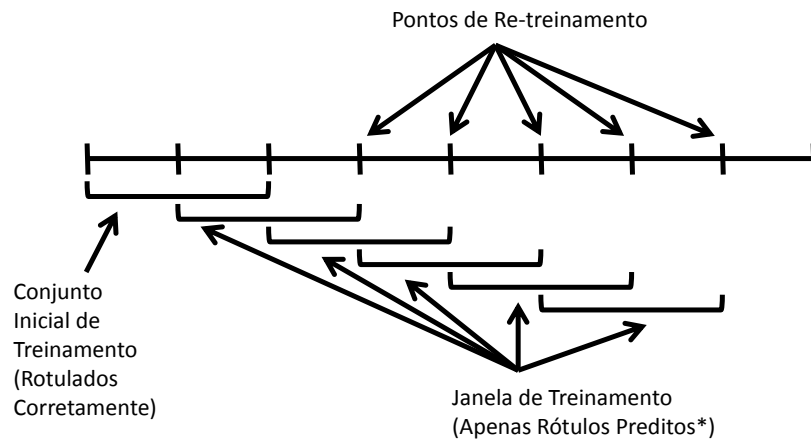 Pontos de Re-treinamento
Conjunto
Inicial de
Treinamento
(Rotulados
Corretamente)
Janela de Treinamento
(Apenas Rótulos Preditos*)